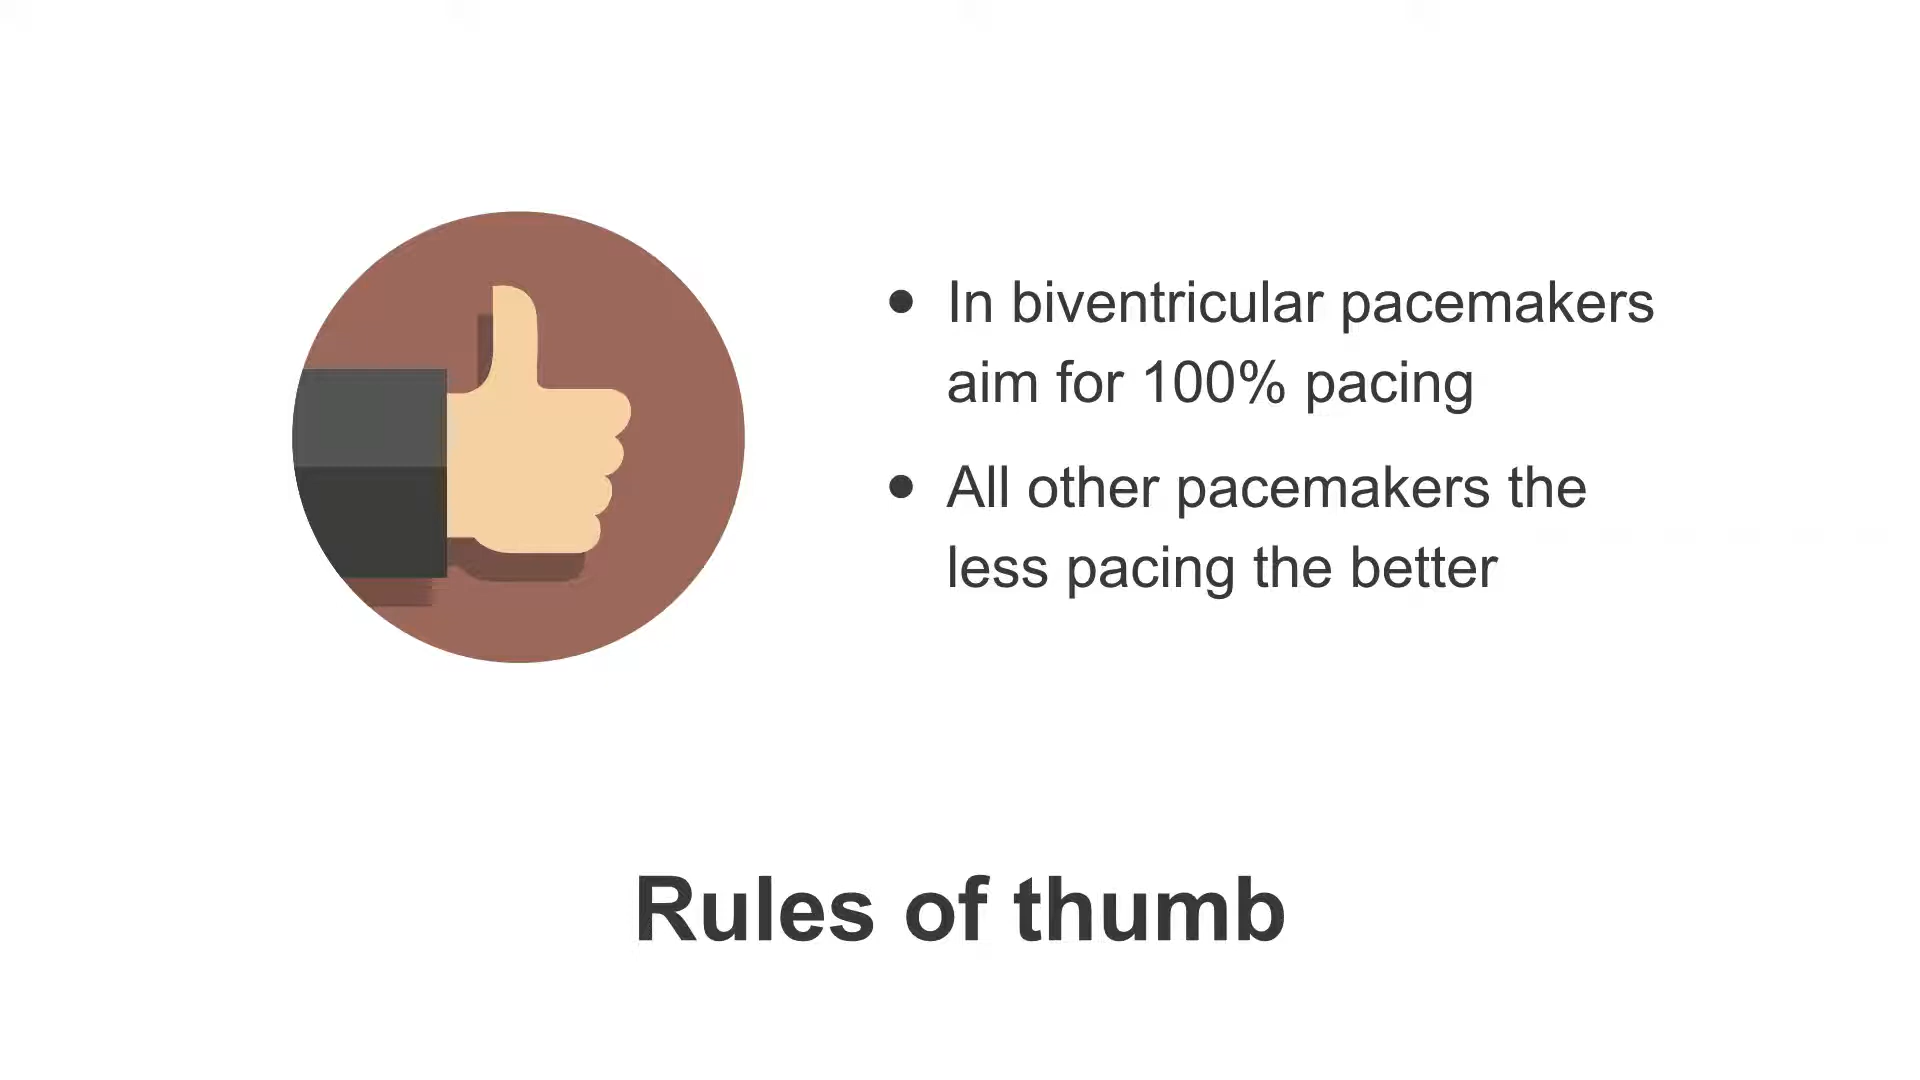 • In biventricular pacemakers
aim for 100% pacing
• All other pacemakers the
less pacing the better
Rules of thumb